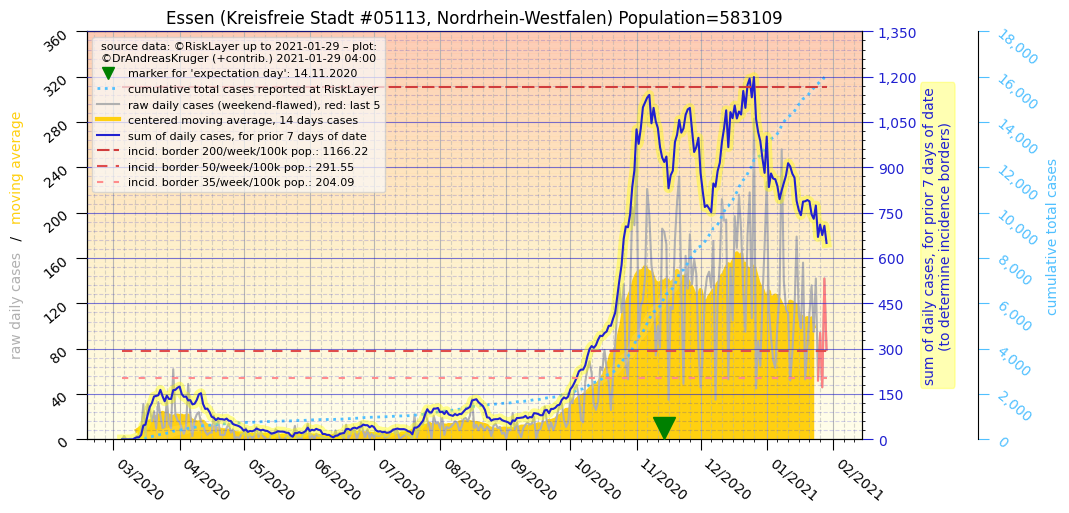 Essen (Kreisfreie Stadt #05113, Nordrhein-Westfalen) Population=583109
source data: ©RiskLayer up to 2021-01-29 – plot:
©DrAndreasKruger (+contrib.) 2021-01-29 04:00
marker for 'expectation day': 14.11.2020
cumulative total cases reported at RiskLayer
raw daily cases (weekend-flawed), red: last 5
centered moving average, 14 days cases
sum of daily cases, for prior 7 days of date
incid. border 200/week/100k pop.: 1166.22
incid. border 50/week/100k pop.: 291.55
incid. border 35/week/100k pop.: 204.09
raw daily cases / moving average
360
320
280
240
200
160
120
80
40
0
03/2020
04/2020
05/2020
06/2020
07/2020
08/2020
09/2020
10/2020
11/2020
12/2020
01/2021
02/2021
1,350
1,200
1,050
900
750
600
450
300
150
0
sum of daily cases, for prior 7 days of date
(to determine incidence borders)
18,000
16,000
14,000
12,000
10,000
8,000
6,000
4,000
2,000
0
cumulative total cases